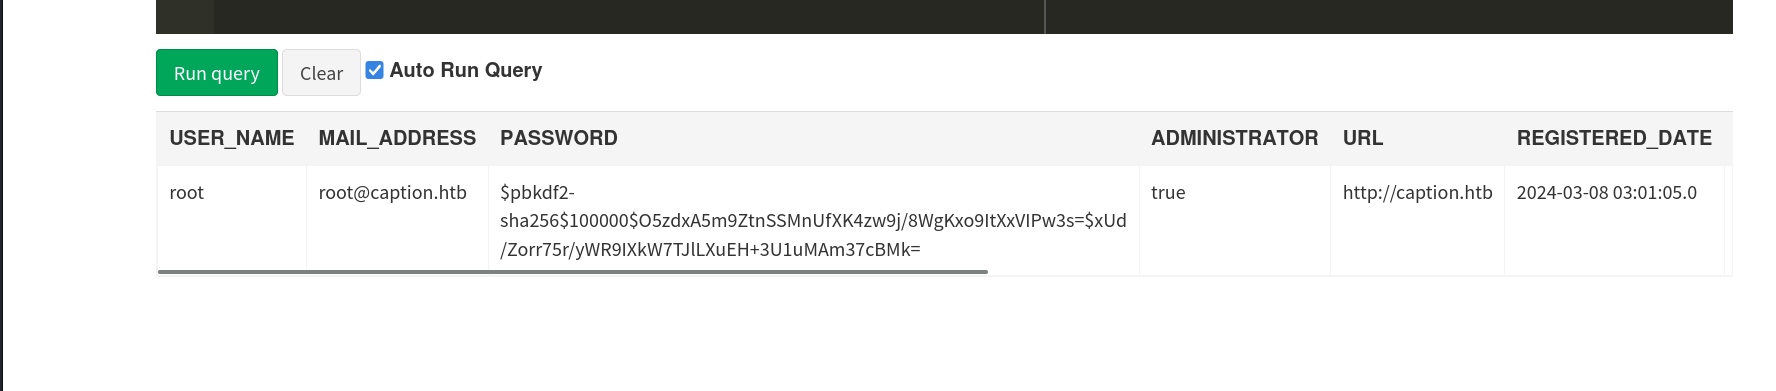 Run query Clear Auto Run Query
USER_NAME MAIL_ADDRESS PASSWORD ADMINISTRATOR URL REGISTERED_DATE
root root@caption.htb $pbkdf2- true http://caption.htb 2024-03-08 03:01:05.0
sha256$100000$O5zdxA5m9ZtnSSMnUfXK4zw9j/8WgKxo9ItXxVIPw3s=$xUd
/Zorr75r/yWR9IXkW7TJlLXuEH+3U1uMAm37cBMk=